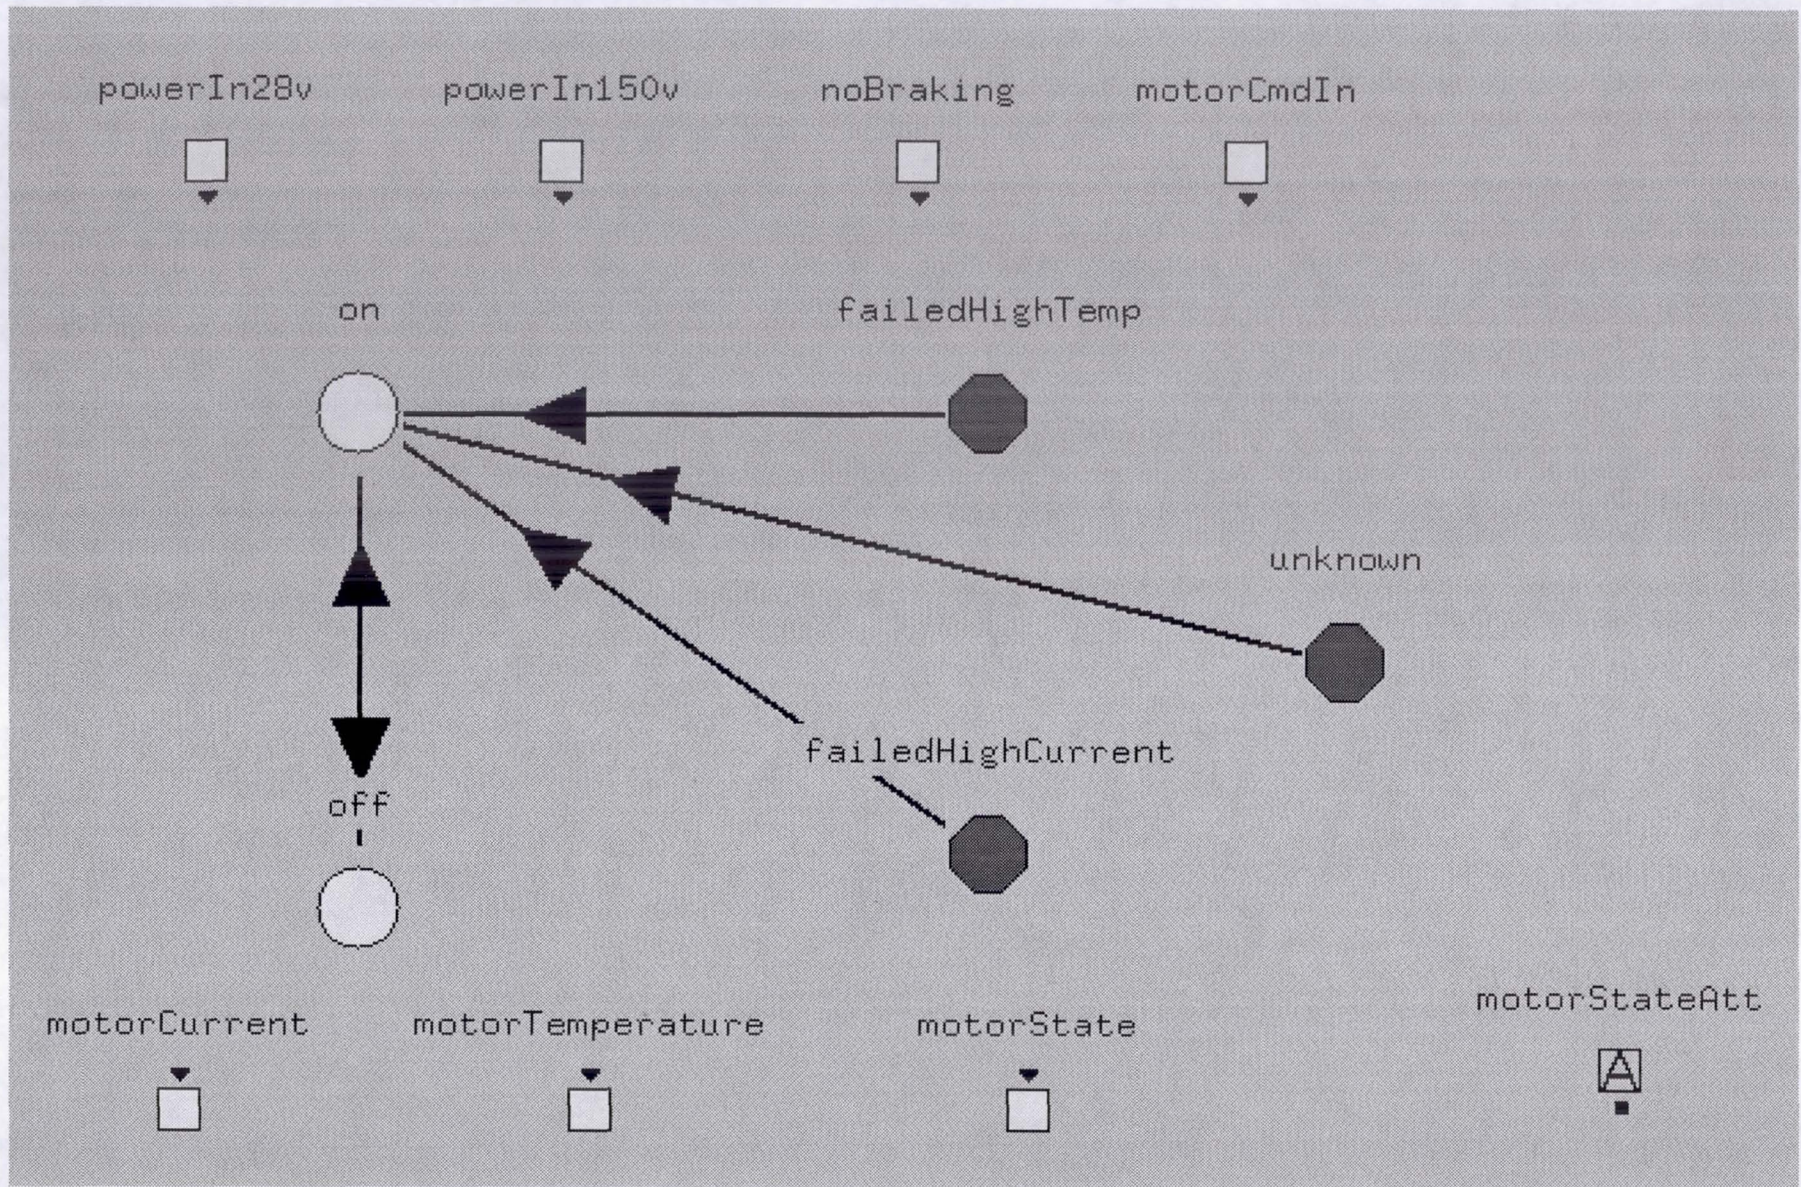 powerIn28v
powerIn150v
noBraking
motorCmdIn
on
failedHighTemp
unknown
failedHighCurrent
off
motorCurrent
motorTemperature
motorState
motorStateAtt
A